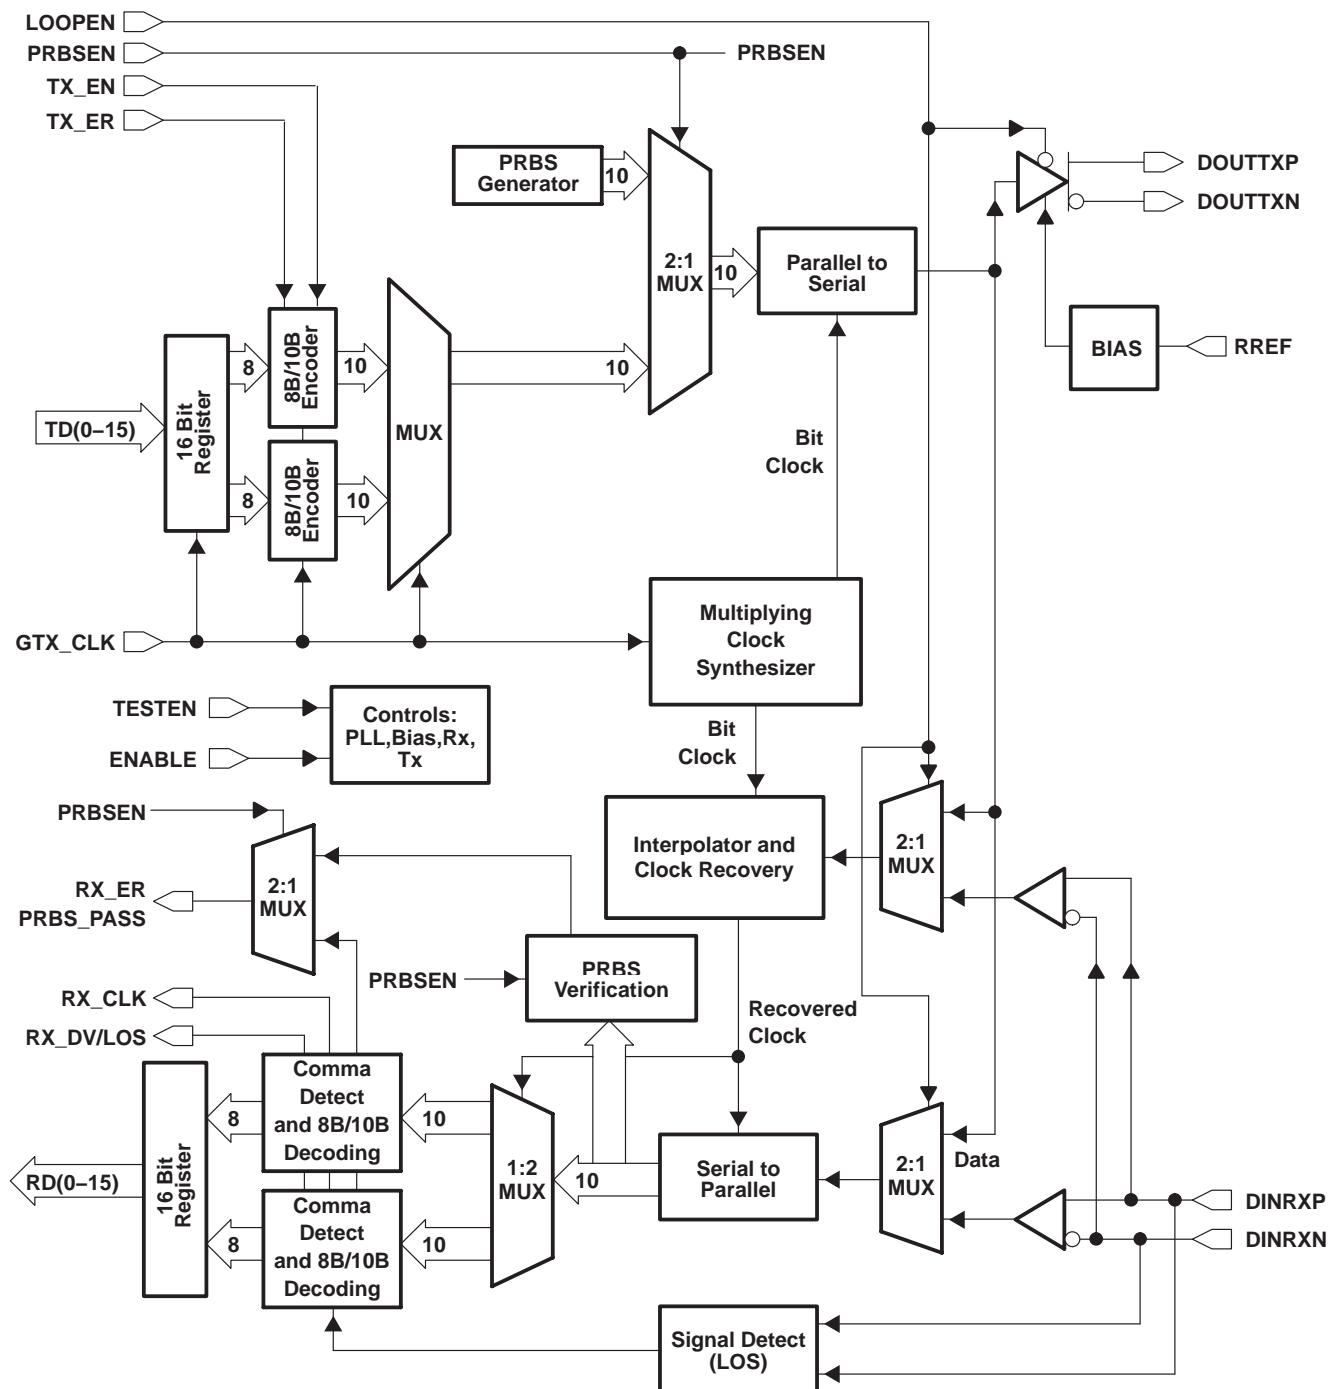 LOOPEN
PRBSEN
PRBSEN
TX_EN
TX_ER
PRBS
Generator
10
DOUTTXP
DOUTTXN
2:1
MUX
10
Parallel to
Serial
BIAS
RREF
TD(0–15)
16 Bit
Register
8
8B/10B
Encoder
10
8
8B/10B
Encoder
10
MUX
10
Bit
Clock
GTX_CLK
Multiplying
Clock
Synthesizer
TESTEN
ENABLE
Controls:
PLL,Bias,Rx,
Tx
Bit
Clock
PRBSEN
2:1
MUX
RX_ER
PRBS_PASS
Interpolator and
Clock Recovery
2:1
MUX
PRBSEN
PRBS
Verification
RX_CLK
RX_DV/LOS
Recovered
Clock
Comma
Detect
and 8B/10B
Decoding
8
10
RD(0–15)
16 Bit
Register
1:2
MUX
10
Serial to
Parallel
2:1
MUX
Data
Comma
Detect
and 8B/10B
Decoding
8
10
DINRXP
DINRXN
Signal Detect
(LOS)